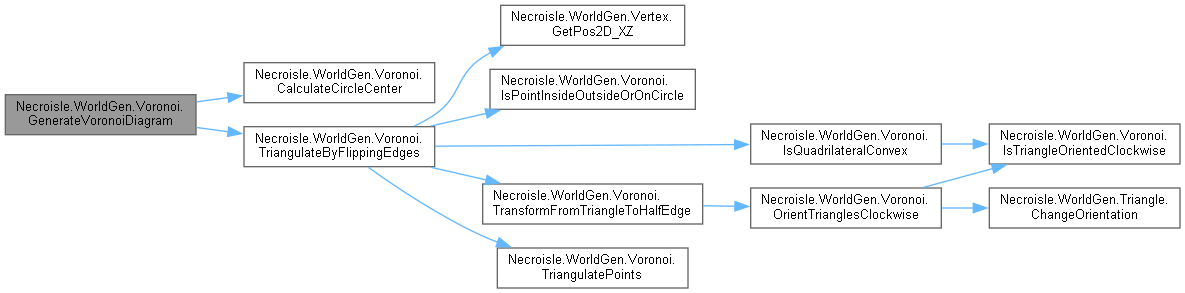 Necroisle.WorldGen.Voronoi.
GenerateVoronoiDiagram
Necroisle.WorldGen.Voronoi.
CalculateCircleCenter
Necroisle.WorldGen.Voronoi.
TriangulateByFlippingEdges
Necroisle.WorldGen.Vertex.
GetPos2D_XZ
Necroisle.WorldGen.Voronoi.
IsPointInsideOutsideOrOnCircle
Necroisle.WorldGen.Voronoi.
IsQuadrilateralConvex
Necroisle.WorldGen.Voronoi.
IsTriangleOrientedClockwise
Necroisle.WorldGen.Voronoi.
TransformFromTriangleToHalfEdge
Necroisle.WorldGen.Voronoi.
OrientTrianglesClockwise
Necroisle.WorldGen.Triangle.
ChangeOrientation
Necroisle.WorldGen.Voronoi.
TriangulatePoints